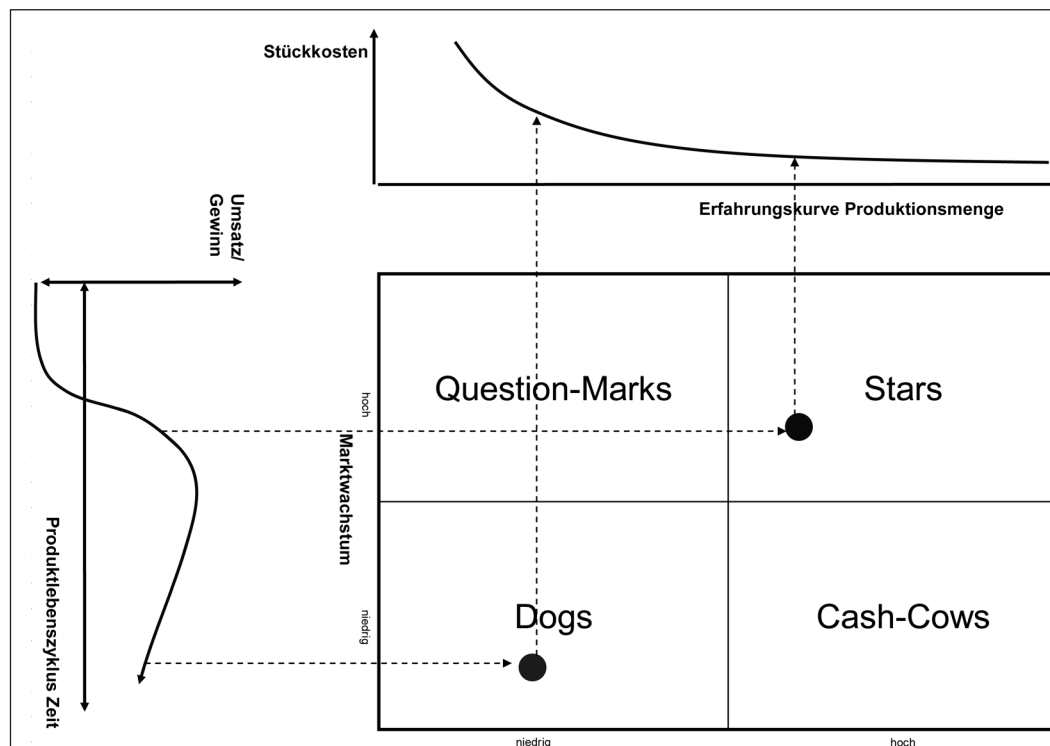 Stückkosten
Erfahrungskurve Produktionsmenge
Umsatz/
Gewinn
Question-Marks
Stars
hoch
Marktwachstum
Produktlebenszyklus Zeit
niedrig
Dogs
Cash-Cows
niedrig
hoch